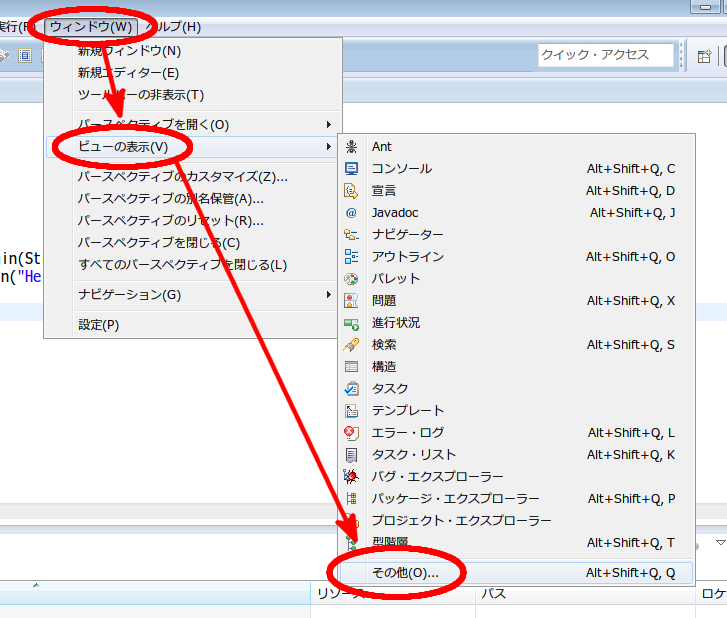 実行(R) ウィンドウ(W) ヘルプ(H)
新規ウィンドウ(N)
クイック・アクセス
新規エディター(E)
ツールバーの非表示(T)
パースペクティブを開く(O)
ビューの表示(V)
パースペクティブのカスタマイズ(Z)...
パースペクティブの別名保管(A)...
パースペクティブのリセット(R)...
パースペクティブを閉じる(C)
すべてのパースペクティブを閉じる(L)
ナビゲーション(G)
設定(P)
Ant
コンソール Alt+Shift+Q, C
宣言 Alt+Shift+Q, D
Javadoc Alt+Shift+Q, J
ナビゲーター
アウトライン Alt+Shift+Q, O
パレット
問題 Alt+Shift+Q, X
進行状況
検索 Alt+Shift+Q, S
構造
タスク
テンプレート
エラー・ログ Alt+Shift+Q, L
タスク・リスト Alt+Shift+Q, K
バグ・エクスプローラー
パッケージ・エクスプローラー Alt+Shift+Q, P
プロジェクト・エクスプローラー
型階層 Alt+Shift+Q, T
その他(O)... Alt+Shift+Q, Q
in(St
n("He
リソース パス ロケ